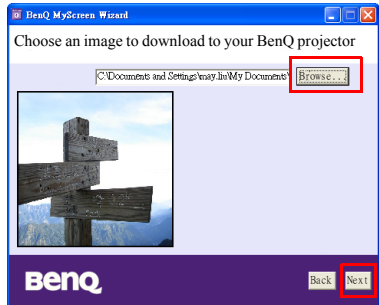 BenQ MyScreen Wizard
Choose an image to download to your BenQ projector
C:\Documents and Settings\may.liu\My Documents\
Browse...
BenQ
Back
Next